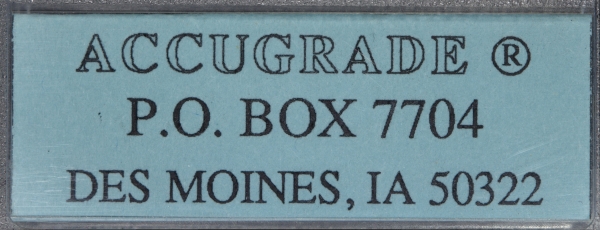 ACCUGRADE ®
P.O. BOX 7704
DES MOINES, IA 50322